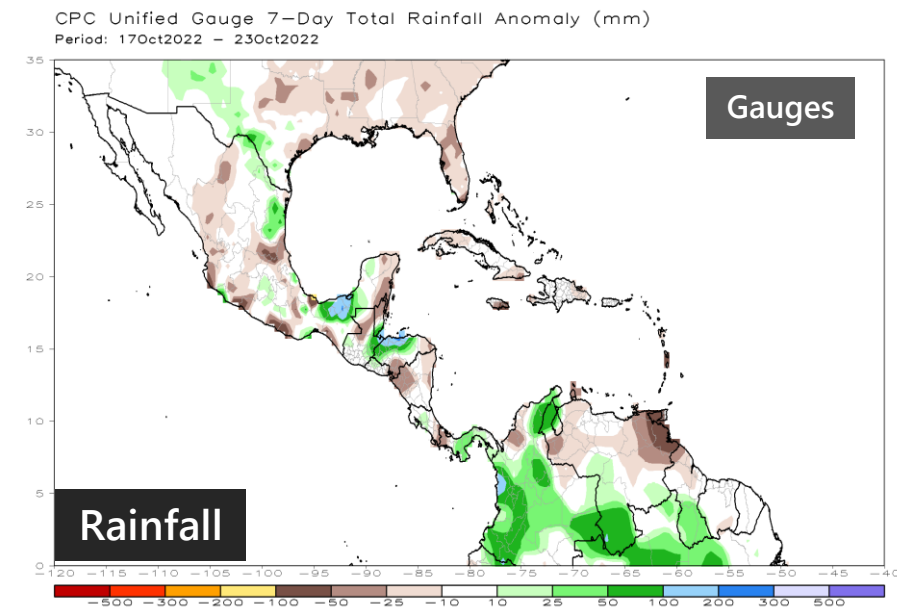 CPC Unified Gauge 7-Day Total Rainfall Anomaly (mm)
Period: 17Oct2022 - 23Oct2022
Gauges
35
30
25
20
15
10
5
0
Rainfall
-120 -115 -110 -105 -100 -95 -90 -85 -80 -75 -70 -65 -60 -55 -50 -45 -40
-500 -300 -200 -100 -50 -25 -10 10 25 50 100 200 300 500